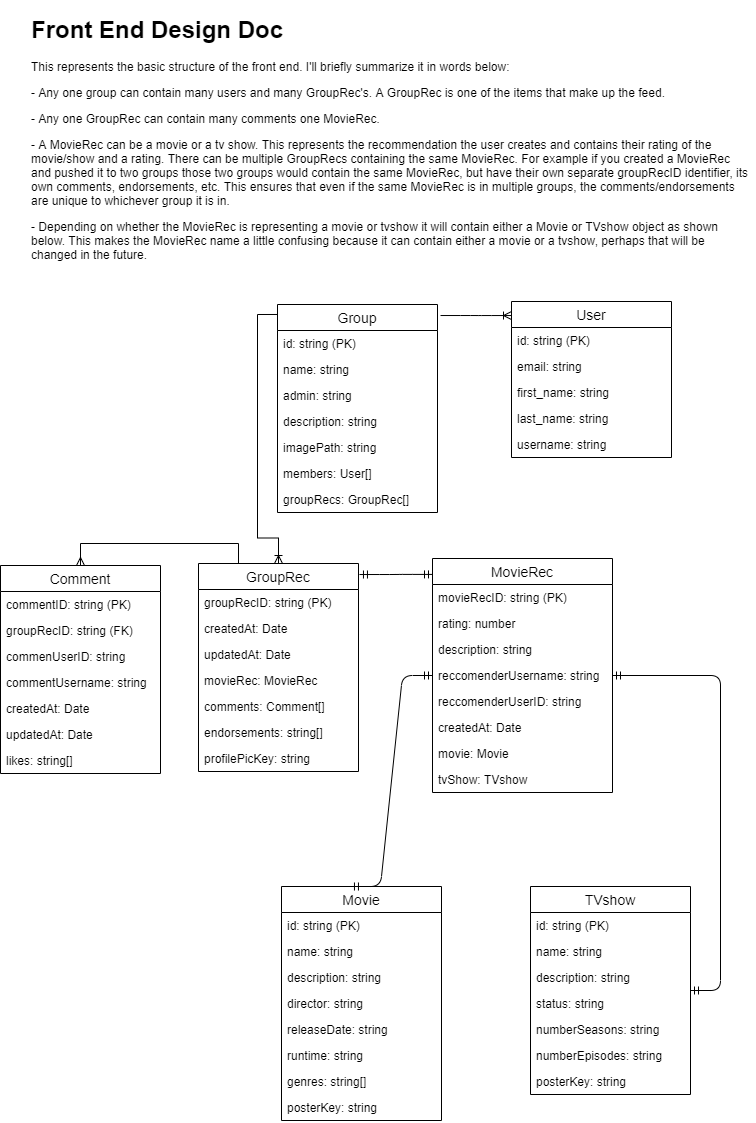 Front End Design Doc
This represents the basic structure of the front end. I'll briefly summarize it in words below:
- Any one group can contain many users and many GroupRec's. A GroupRec is one of the items that make up the feed.
- Any one GroupRec can contain many comments one MovieRec.
- A MovieRec can be a movie or a tv show. This represents the recommendation the user creates and contains their rating of the
movie/show and a rating. There can be multiple GroupRecs containing the same MovieRec. For example if you created a MovieRec
and pushed it to two groups those two groups would contain the same MovieRec, but have their own separate groupRecID identifier, its
own comments, endorsements, etc. This ensures that even if the same MovieRec is in multiple groups, the comments/endorsements
are unique to whichever group it is in.
- Depending on whether the MovieRec is representing a movie or tvshow it will contain either a Movie or TVshow object as shown
below. This makes the MovieRec name a little confusing because it can contain either a movie or a tvshow, perhaps that will be
changed in the future.
Group
id: string (PK)
name: string
admin: string
description: string
imagePath: string
members: User[]
groupRecs: GroupRec[]
User
id: string (PK)
email: string
first_name: string
last_name: string
username: string
Comment
commentID: string (PK)
groupRecID: string (FK)
commenUserID: string
commentUsername: string
createdAt: Date
updatedAt: Date
likes: string[]
GroupRec
groupRecID: string (PK)
createdAt: Date
updatedAt: Date
movieRec: MovieRec
comments: Comment[]
endorsements: string[]
profilePicKey: string
MovieRec
movieRecID: string (PK)
rating: number
description: string
reccomenderUsername: string
reccomenderUserID: string
createdAt: Date
movie: Movie
tvShow: TVshow
Movie
id: string (PK)
name: string
description: string
director: string
releaseDate: string
runtime: string
genres: string[]
posterKey: string
TVshow
id: string (PK)
name: string
description: string
status: string
numberSeasons: string
numberEpisodes: string
posterKey: string